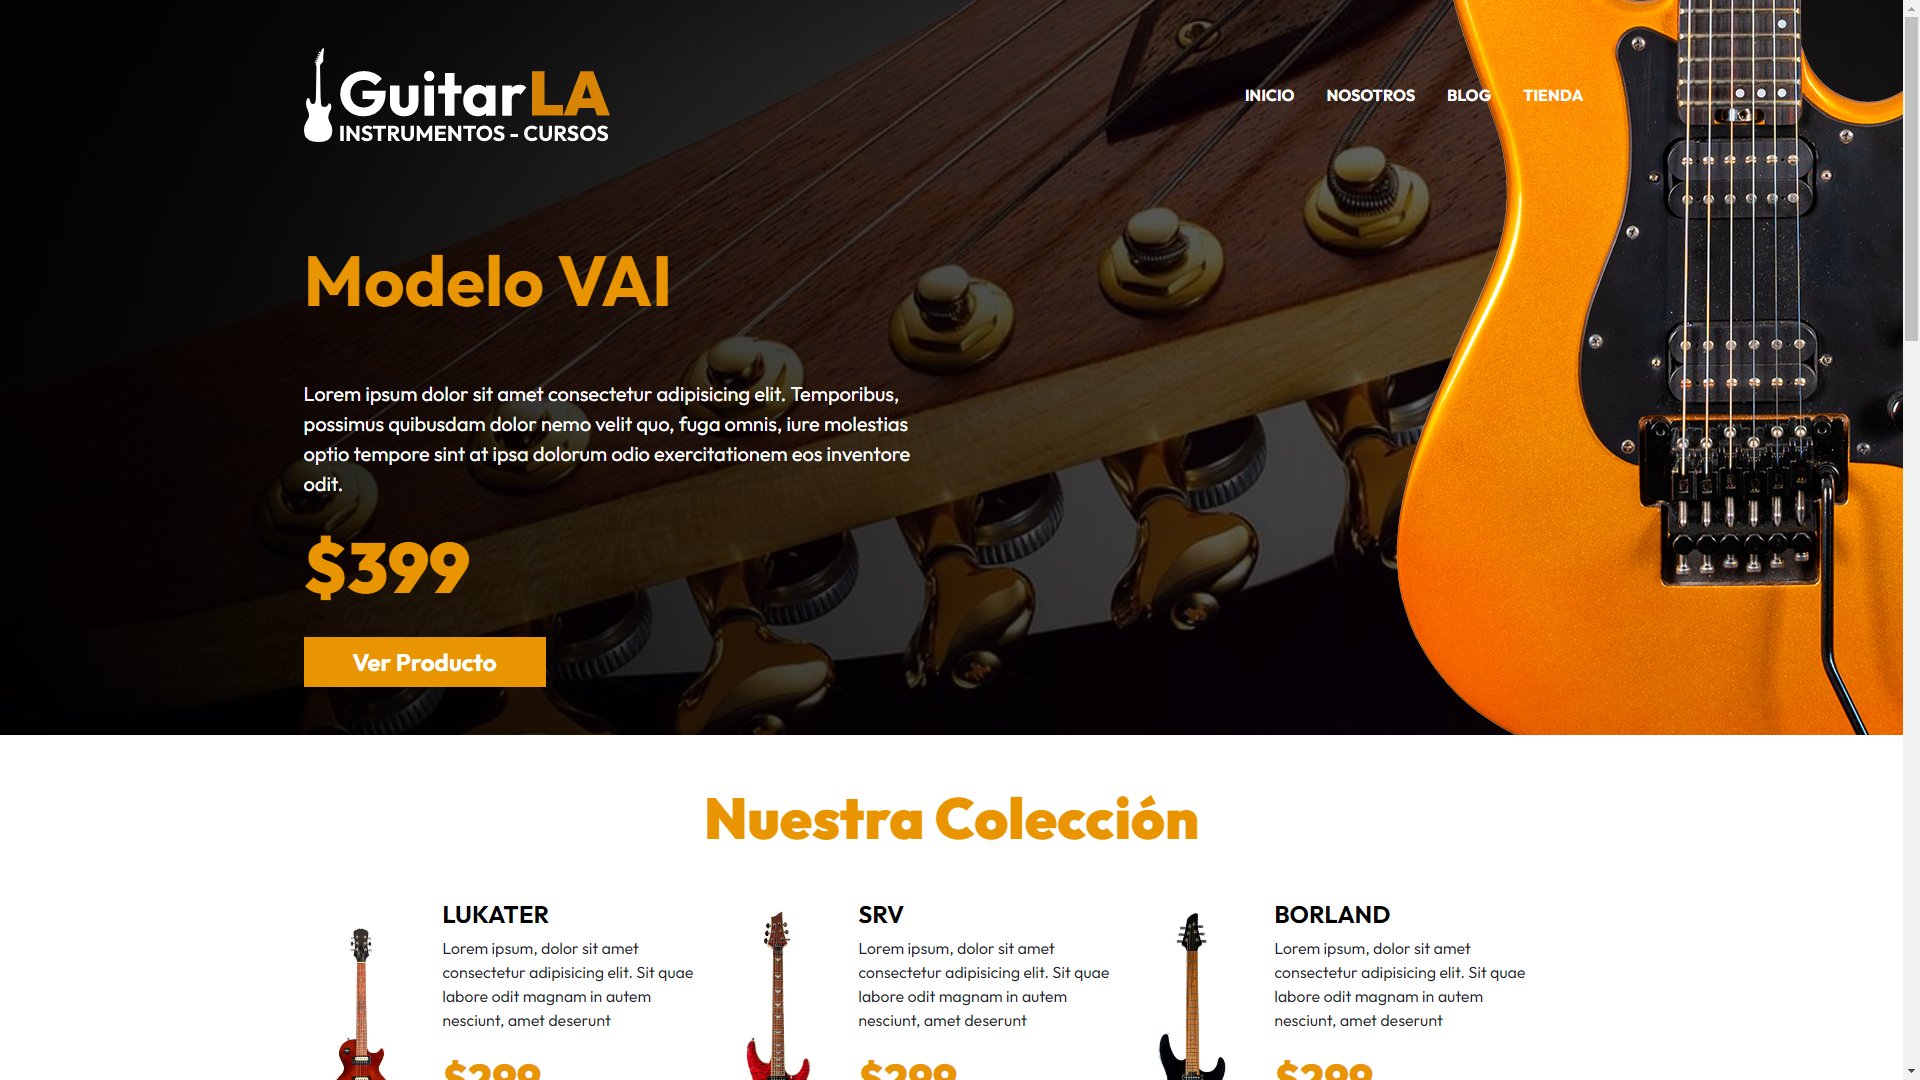 GuitarLA
INSTRUMENTOS - CURSOS
INICIO NOSOTROS BLOG TIENDA
Modelo VAI
Lorem ipsum dolor sit amet consectetur adipisicing elit. Temporibus,
possimus quibusdam dolor nemo velit quo, fuga omnis, iure molestias
optio tempore sint at ipsa dolorum odio exercitationem eos inventore
odit.
$399
Ver Producto
Nuestra Colección
LUKATER
Lorem ipsum, dolor sit amet
consectetur adipisicing elit. Sit quae
labore odit magnam in autem
nesciunt, amet deserunt
$299
SRV
Lorem ipsum, dolor sit amet
consectetur adipisicing elit. Sit quae
labore odit magnam in autem
nesciunt, amet deserunt
$299
BORLAND
Lorem ipsum, dolor sit amet
consectetur adipisicing elit. Sit quae
labore odit magnam in autem
nesciunt, amet deserunt
$299